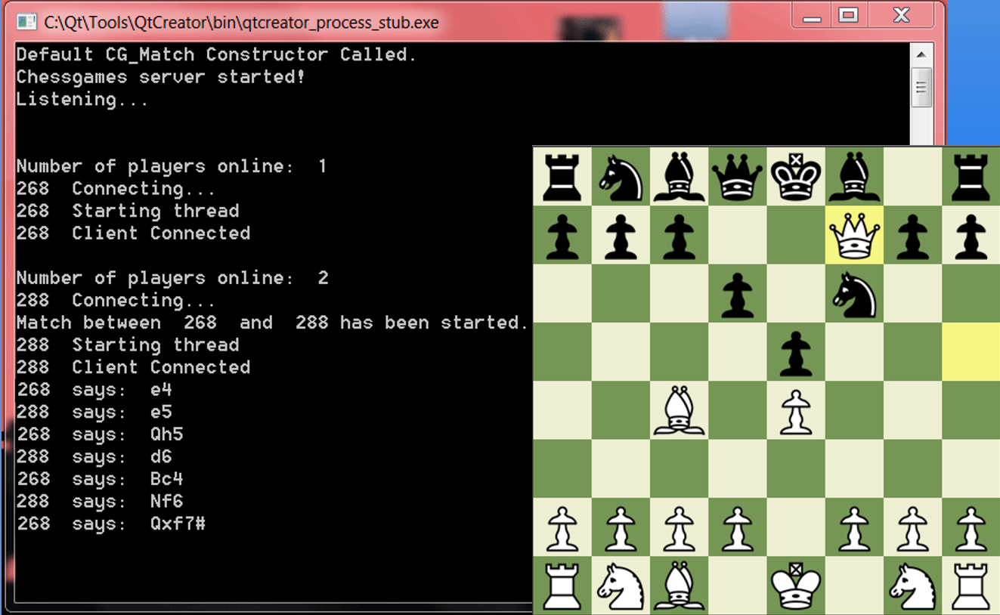 C:\Qt\Tools\QtCreator\bin\qtcreator_process_stub.exe
Default CG_Match Constructor Called.
Chessgames server started!
Listening...
Number of players online:  1
268  Connecting...
268  Starting thread
268  Client Connected
Number of players online:  2
288  Connecting...
Match between  268  and  288 has been started.
288  Starting thread
288  Client Connected
268  says:  e4
288  says:  e5
268  says:  Qh5
288  says:  d6
268  says:  Bc4
288  says:  Nf6
268  says:  Qxf7#